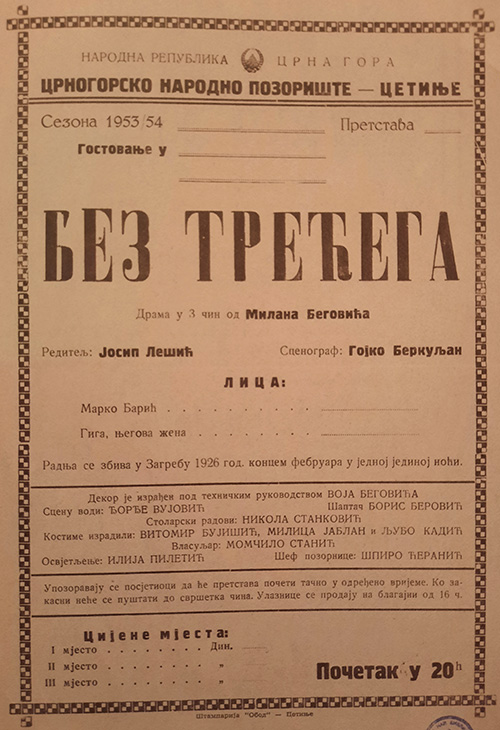 НАРОДНА РЕПУБЛИКА ЦРНА ГОРА
ЦРНОГОРСКО НАРОДНО ПОЗОРИШТЕ — ЦЕТИЊЕ
Сезона 1953/54 Претстава
Гостовање у
БЕЗ ТРЕЋЕГА
Драма у 3 чин од Милана Беговића
Редитељ: Јосип Лешић Сценограф: Гојко Беркуљан
ЛИЦА:
Марко Барић . . . . . . . . . .
Гига, његова жена . . . . . . . .
Радња се збива у Загребу 1926 год. концем фебруара у једној јединој ноћи.
Декор је израђен под техничким руководством ВОЈА БЕГОВИЋА
Сцену води: ЂОРЂЕ ВУЈОВИЋ Шаптач БОРИС БЕРОВИЋ
Столарски радови: НИКОЛА СТАНКОВИЋ
Костиме израдили: ВИТОМИР БУЈИШИЋ, МИЛИЦА ЈАБЛАН и ЉУБО КАДИЋ
Власуљар: МОМЧИЛО СТАНИЋ
Освјетљење: ИЛИЈА ПИЛЕТИЋ Шеф позорнице: ШПИРО ЋЕРАНИЋ
Упозоравају се посјетиоци да ће претстава почети тачно у одређено вријеме. Ко за-
касни неће се пуштати до свршетка чина. Улазнице се продају на благајни од 16 ч.
Цијене мјеста:
I мјесто . . . . . . . Дин.
II мјесто . . . . . . . „
III мјесто . . . . . . . „
Почетак у 20h
Штампарија "Обод" — Цетиње